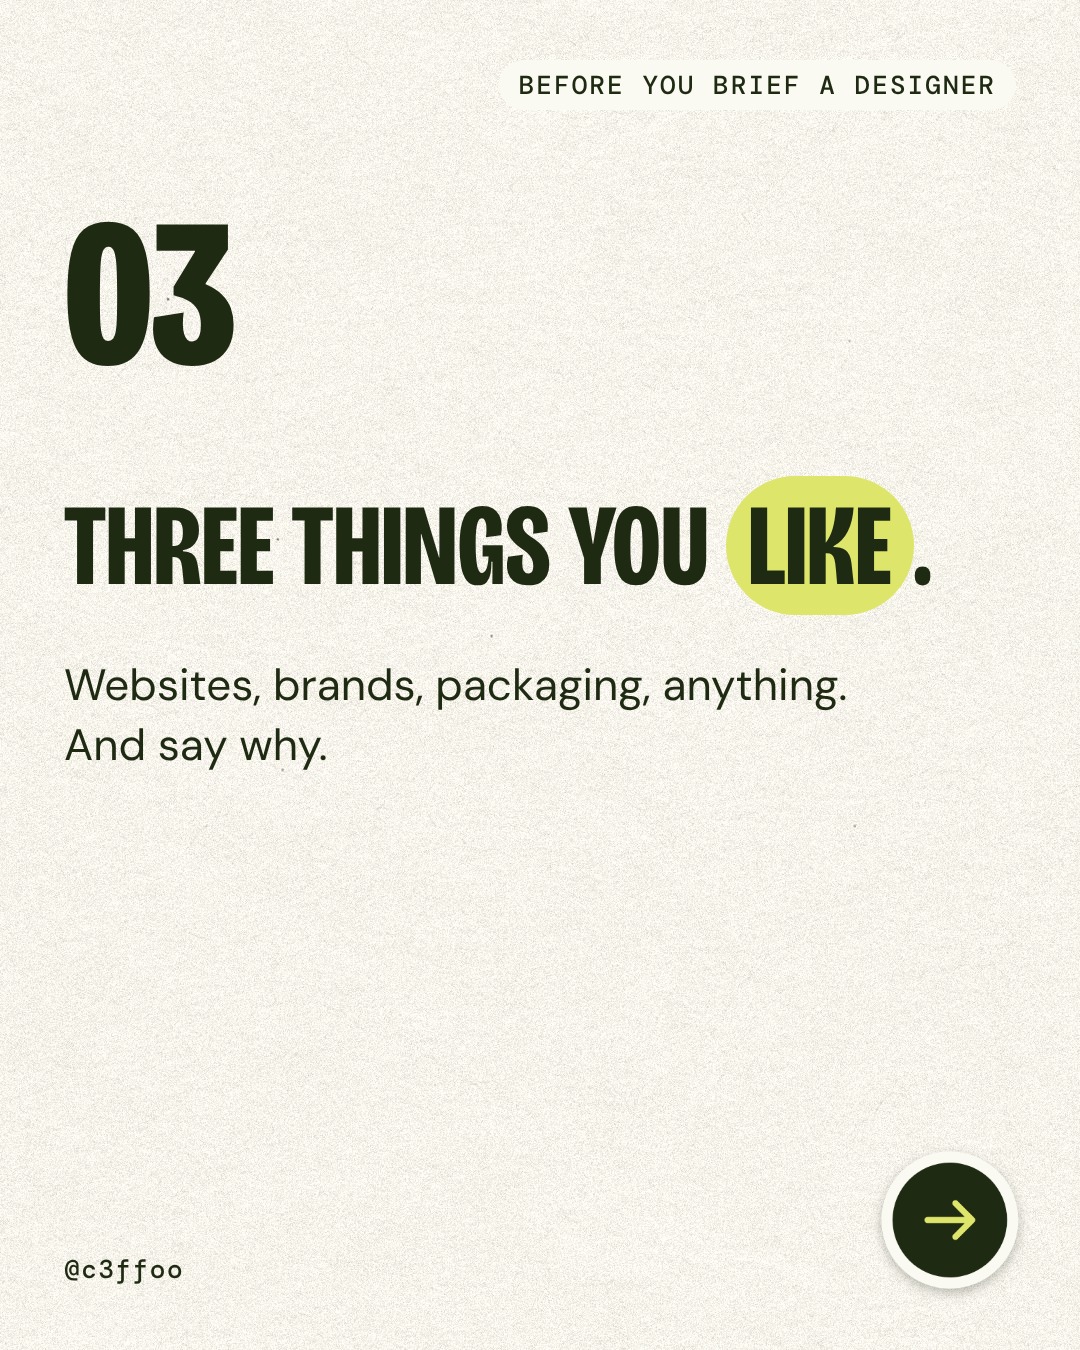 BEFORE YOU BRIEF A DESIGNER
03
THREE THINGS YOU LIKE.
Websites, brands, packaging, anything.
And say why.
@c3ffoo